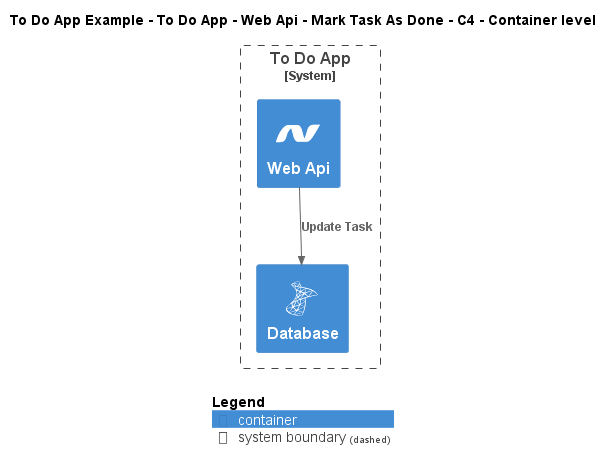 To Do App Example - To Do App - Web Api - Mark Task As Done - C4 - Container level
To Do App
[System]
Web Api
Update Task
Database
Legend
container
system boundary (dashed)